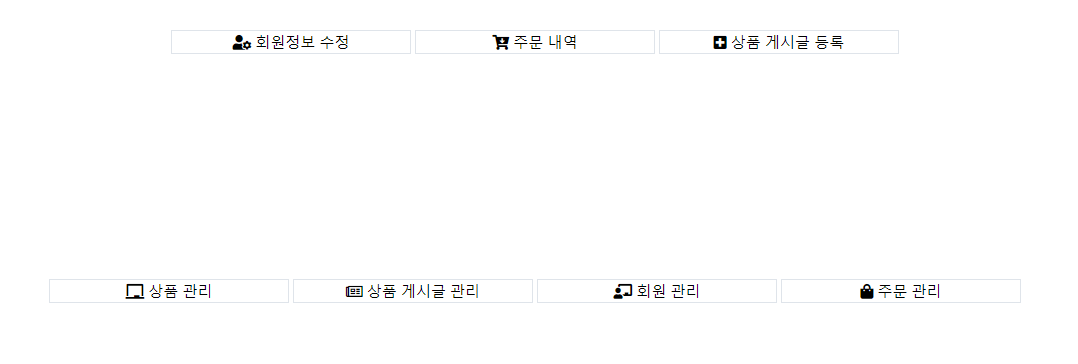 회원정보 수정 주문 내역 상품 게시글 등록
상품 관리 상품 게시글 관리 회원 관리 주문 관리